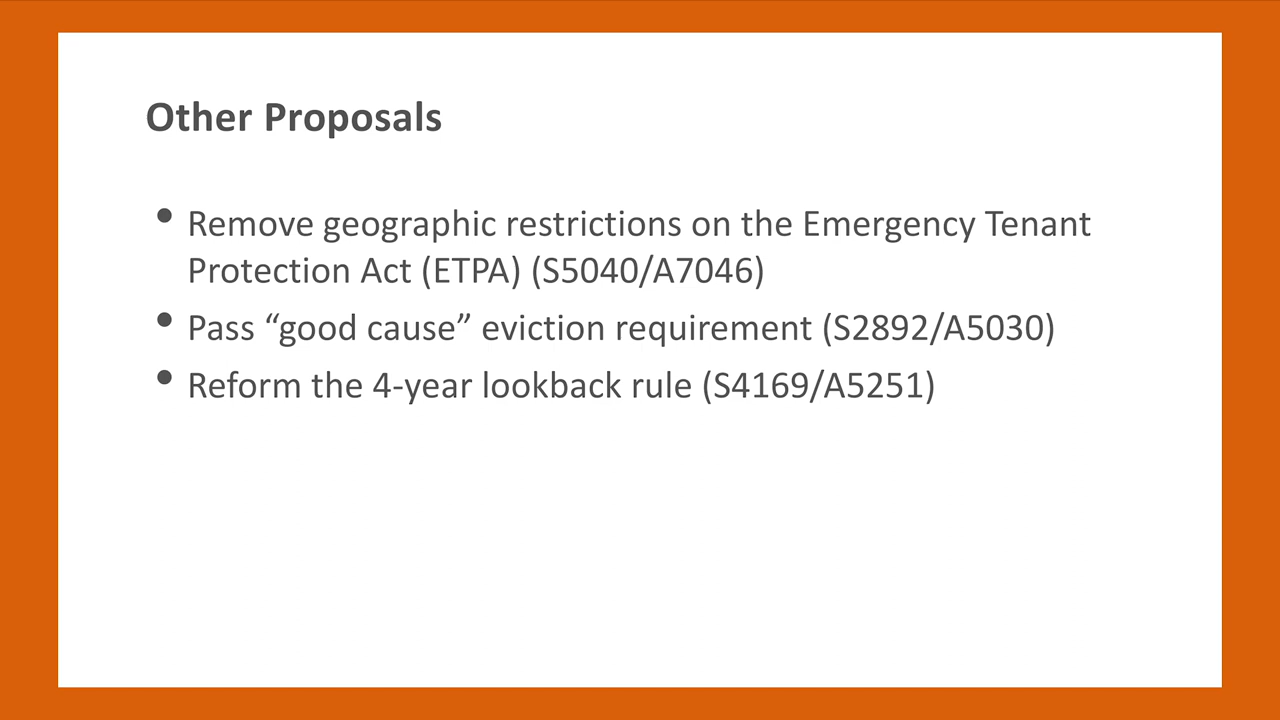 Other Proposals
• Remove geographic restrictions on the Emergency Tenant
Protection Act (ETPA) (S5040/A7046)
• Pass “good cause” eviction requirement (S2892/A5030)
• Reform the 4-year lookback rule (S4169/A5251)